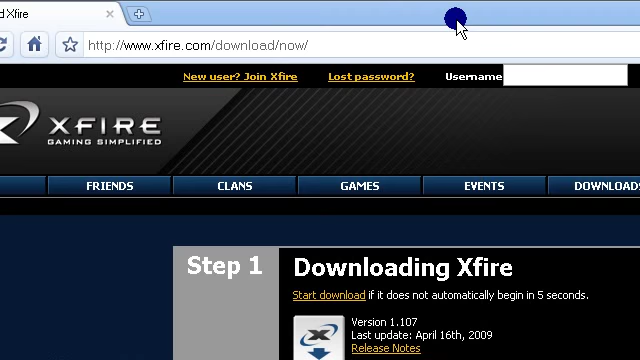 Xfire
http://www.xfire.com/download/now/
New user? Join Xfire Lost password? Username
XFIRE
GAMING SIMPLIFIED
FRIENDS CLANS GAMES EVENTS DOWNLOADS
Step 1
Downloading Xfire
Start download if it does not automatically begin in 5 seconds.
Version 1.107
Last update: April 16th, 2009
Release Notes